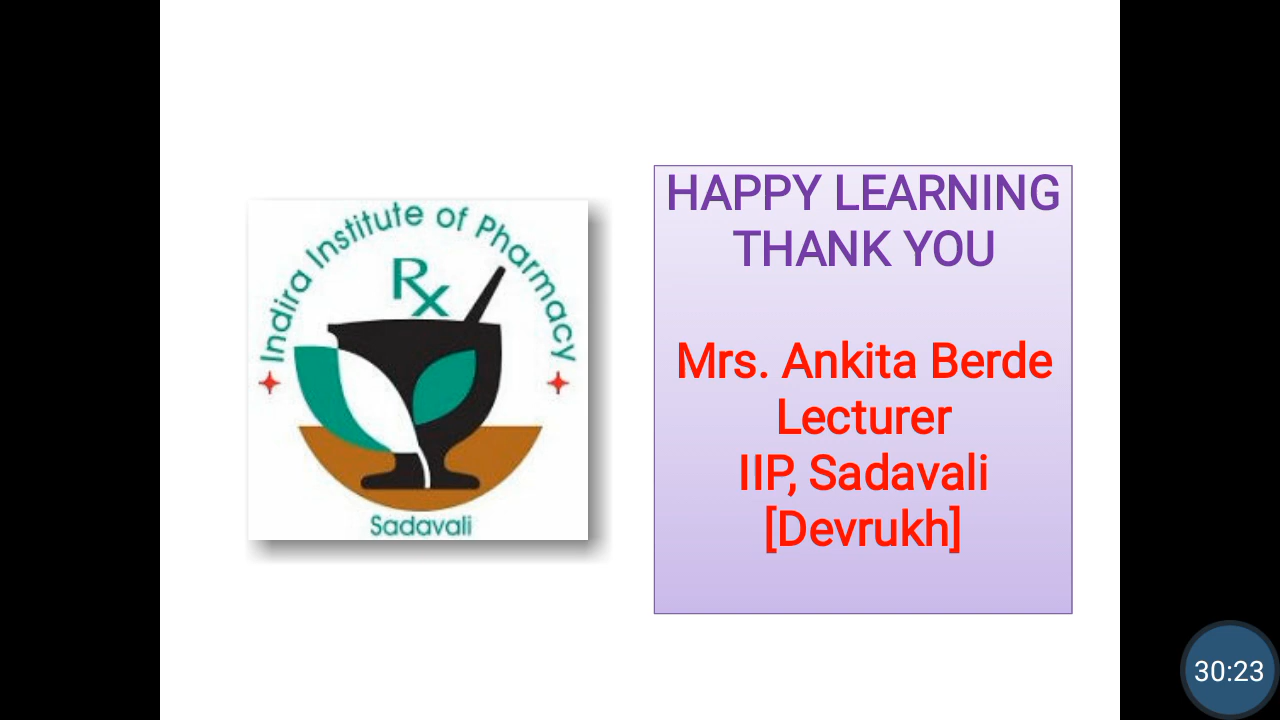 Indira Institute of Pharmacy
Rx
Sadavali
HAPPY LEARNING
THANK YOU
Mrs. Ankita Berde
Lecturer
IIP, Sadavali
[Devrukh]
30:23